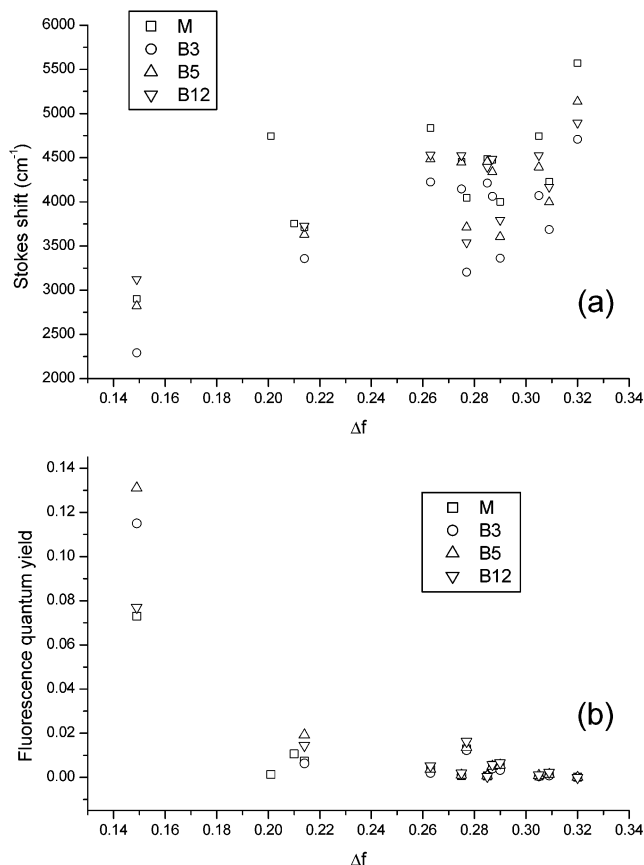 6000
5500
5000
4500
4000
3500
3000
2500
2000
Stokes shift (cm⁻¹)
M
B3
B5
B12
(a)
0.14 0.16 0.18 0.20 0.22 0.24 0.26 0.28 0.30 0.32 0.34
Δf
0.14
0.12
0.10
0.08
0.06
0.04
0.02
0.00
Fluorescence quantum yield
M
B3
B5
B12
(b)
0.14 0.16 0.18 0.20 0.22 0.24 0.26 0.28 0.30 0.32 0.34
Δf